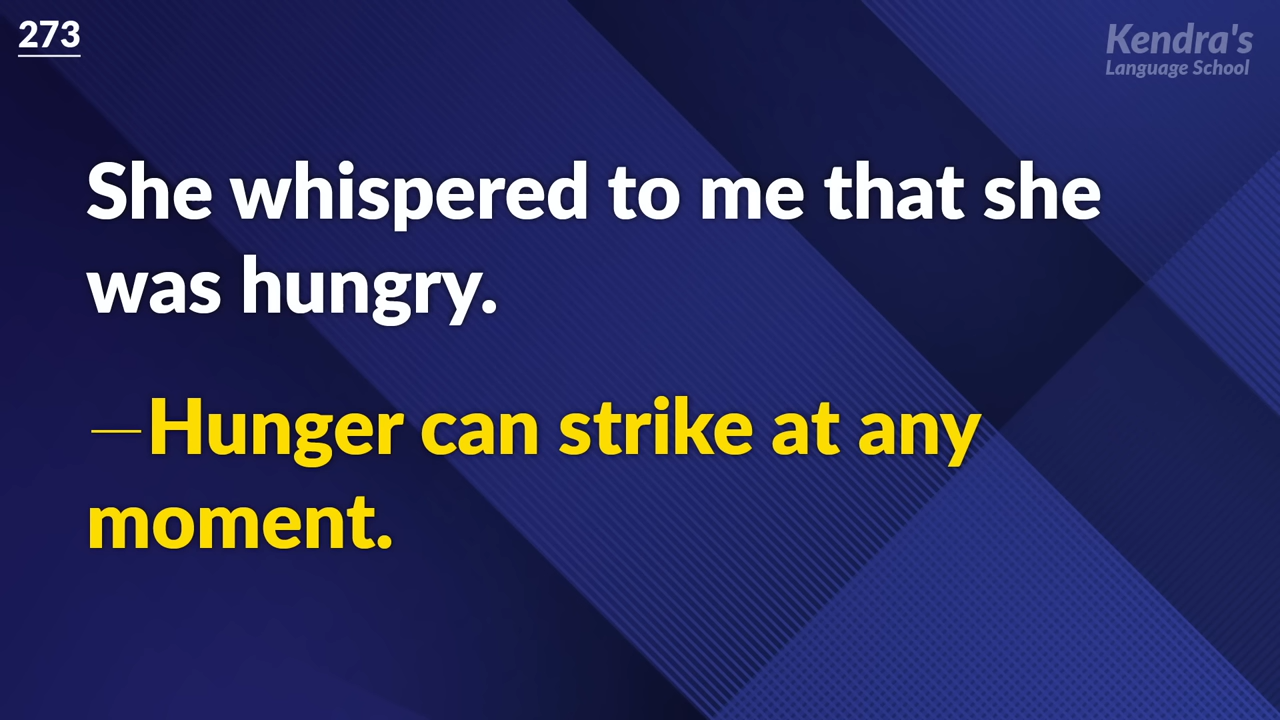 273
Kendra's
Language School
She whispered to me that she
was hungry.
—Hunger can strike at any
moment.